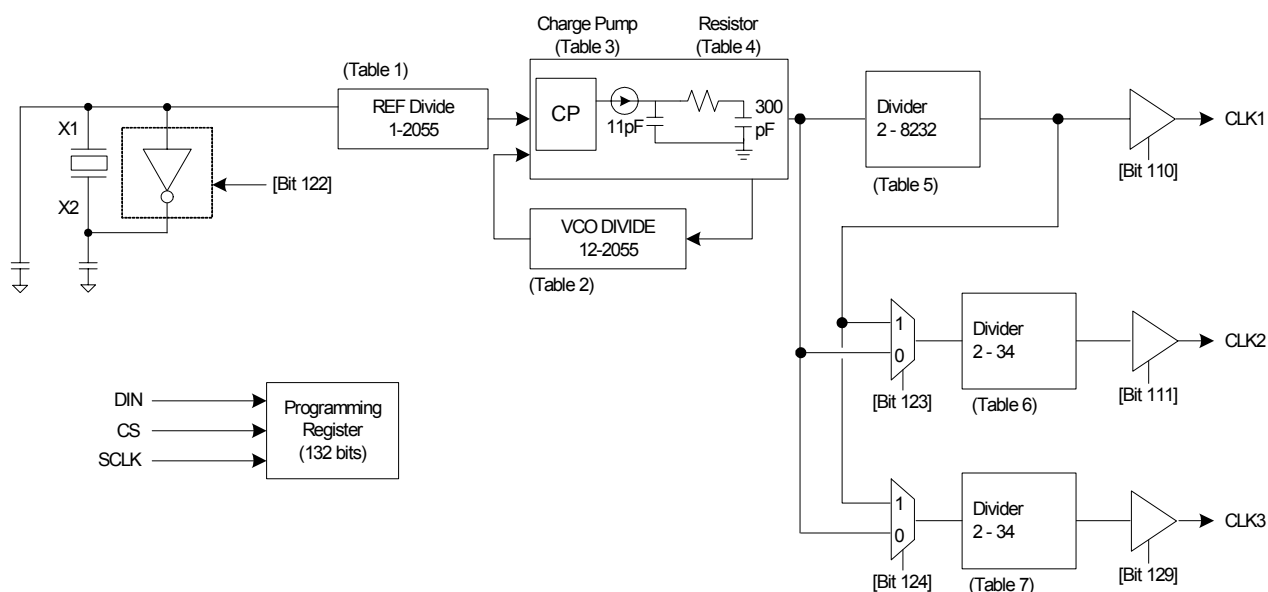 Charge Pump
(Table 3)
Resistor
(Table 4)
(Table 1)
REF Divide
1-2055
CP
11pF
300
pF
Divider
2 - 8232
(Table 5)
CLK1
[Bit 110]
X1
X2
[Bit 122]
VCO DIVIDE
12-2055
(Table 2)
1
0
[Bit 123]
Divider
2 - 34
(Table 6)
CLK2
[Bit 111]
DIN
CS
SCLK
Programming
Register
(132 bits)
1
0
[Bit 124]
Divider
2 - 34
(Table 7)
CLK3
[Bit 129]